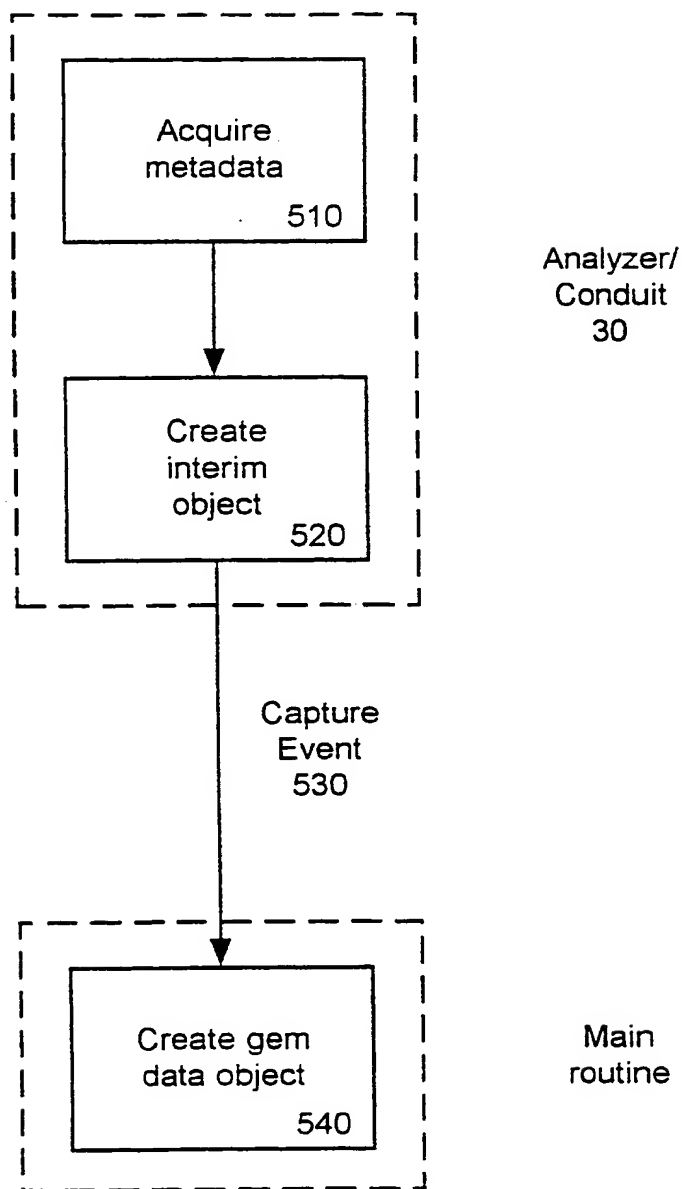 Acquire
metadata
510
Analyzer/
Conduit
30
Create
interim
object
520
Capture
Event
530
Create gem
data object
540
Main
routine